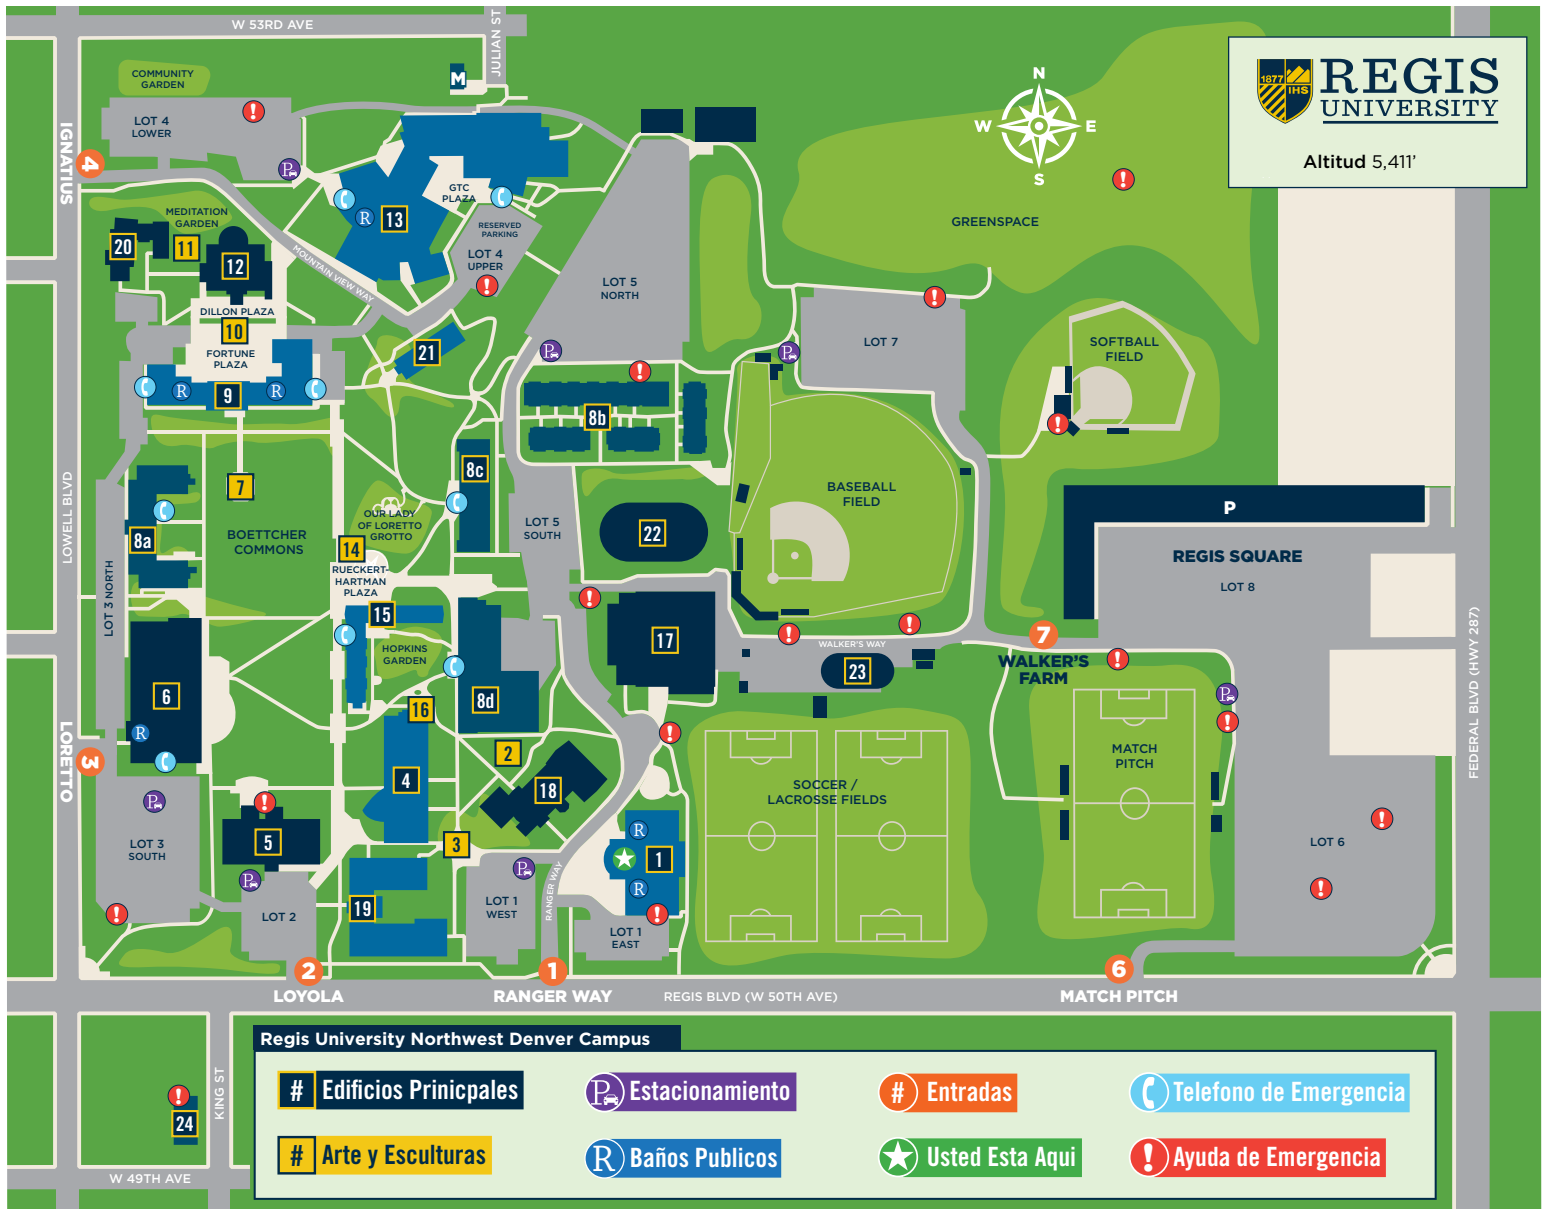 W 53RD AVE
JULIAN ST
COMMUNITY
GARDEN
M
1877
IHS
REGIS
UNIVERSITY
Altitud 5,411’
N
W
E
S
LOT 4
LOWER
IGNATIUS
4
P
GTC
PLAZA
R
13
MEDITATION
GARDEN
RESERVED
PARKING
GREENSPACE
20
11
12
LOT 4
UPPER
MOUNTAIN VIEW WAY
LOT 5
NORTH
DILLON PLAZA
10
FORTUNE
PLAZA
21
P
P
LOT 7
SOFTBALL
FIELD
R
9
R
8b
8c
7
LOWELL BLVD
BASEBALL
FIELD
OUR LADY
OF LORETTO
GROTTO
P
8a
BOETTCHER
COMMONS
LOT 5
SOUTH
22
14
RUECKERT-
HARTMAN
PLAZA
REGIS SQUARE
LOT 8
LOT 3 NORTH
15
HOPKINS
GARDEN
17
WALKER'S WAY
7
WALKER’S
FARM
FEDERAL BLVD (HWY 287)
6
23
8d
16
P
R
LORETTO
3
2
MATCH
PITCH
4
18
SOCCER /
LACROSSE FIELDS
P
LOT 3
SOUTH
5
3
R
1
LOT 6
P
P
R
RANGER WAY
LOT 2
19
LOT 1
WEST
LOT 1
EAST
2
LOYOLA
1
RANGER WAY
REGIS BLVD (W 50TH AVE)
6
MATCH PITCH
Regis University Northwest Denver Campus
# Edificios Prinicpales
P Estacionamiento
# Entradas
Telefono de Emergencia
# Arte y Esculturas
R Baños Publicos
Usted Esta Aqui
! Ayuda de Emergencia
KING ST
24
W 49TH AVE